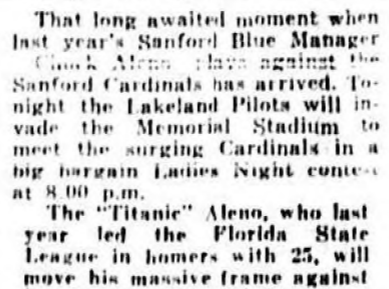 That long awaited moment when
last year's Sanford Blue Manager
Chuck Aleno plays against the
Sanford Cardinals has arrived. To-
night the Lakeland Pilots will in-
vade the Memorial Stadium to
meet the surging Cardinals in a
big bargain Ladies Night contest
at 8:00 p.m.
The "Titanic" Aleno, who last
year led the Florida State
League in homers with 25, will
move his massive frame against